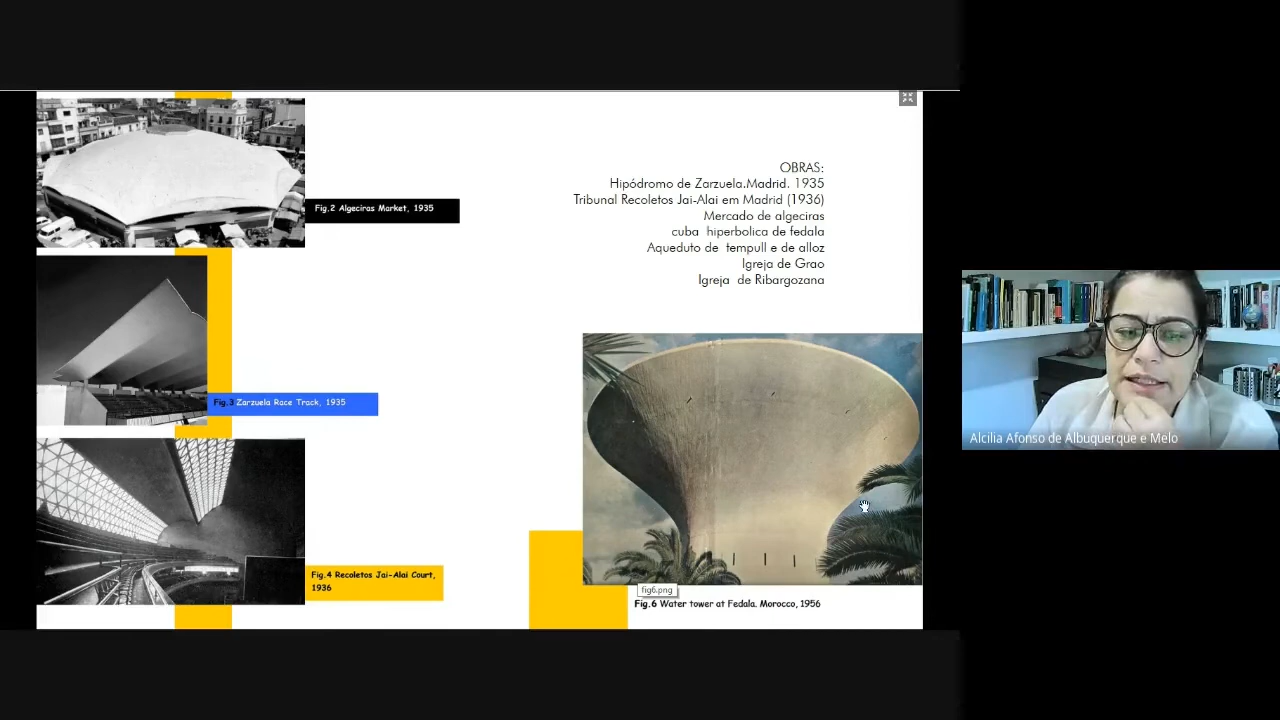 Fig,2 Algeciras Market, 1935
Fig.3 Zarzuela Race Track, 1935
Fig.4 Recoletos Jai-Alai Court,
1936
OBRAS:
Hipódromo de Zarzuela.Madrid. 1935
Tribunal Recoletos Jai-Alai em Madrid (1936)
Mercado de algeciras
cuba hiperbolica de fedala
Aqueduto de tempull e de alloz
Igreja de Grao
Igreja de Ribargozana
fig6.png
Fig.6 Water tower at Fedala. Morocco, 1956
Alcilia Afonso de Albuquerque e Melo